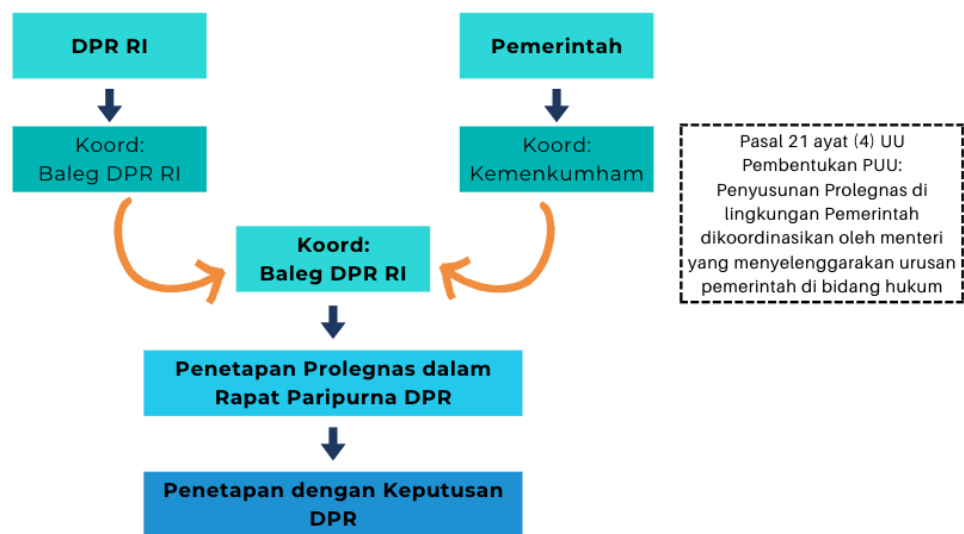 DPR RI
Pemerintah
Koord:
Baleg DPR RI
Koord:
Kemenkumham
Pasal 21 ayat (4) UU
Pembentukan PUU:
Penyusunan Prolegnas di
lingkungan Pemerintah
dikoordinasikan oleh menteri
yang menyelenggarakan urusan
pemerintah di bidang hukum
Koord:
Baleg DPR RI
Penetapan Prolegnas dalam
Rapat Paripurna DPR
Penetapan dengan Keputusan
DPR